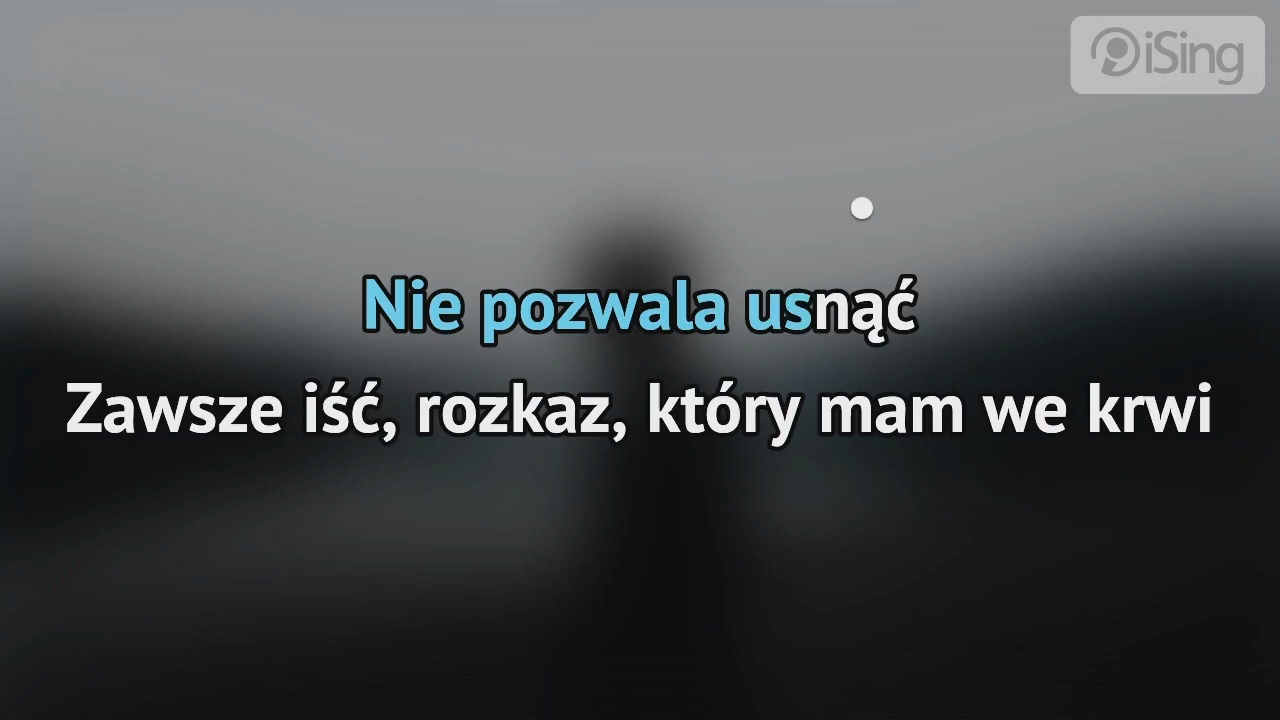 iSing
Nie pozwala usnąć
Zawsze iść, rozkaz, który mam we krwi